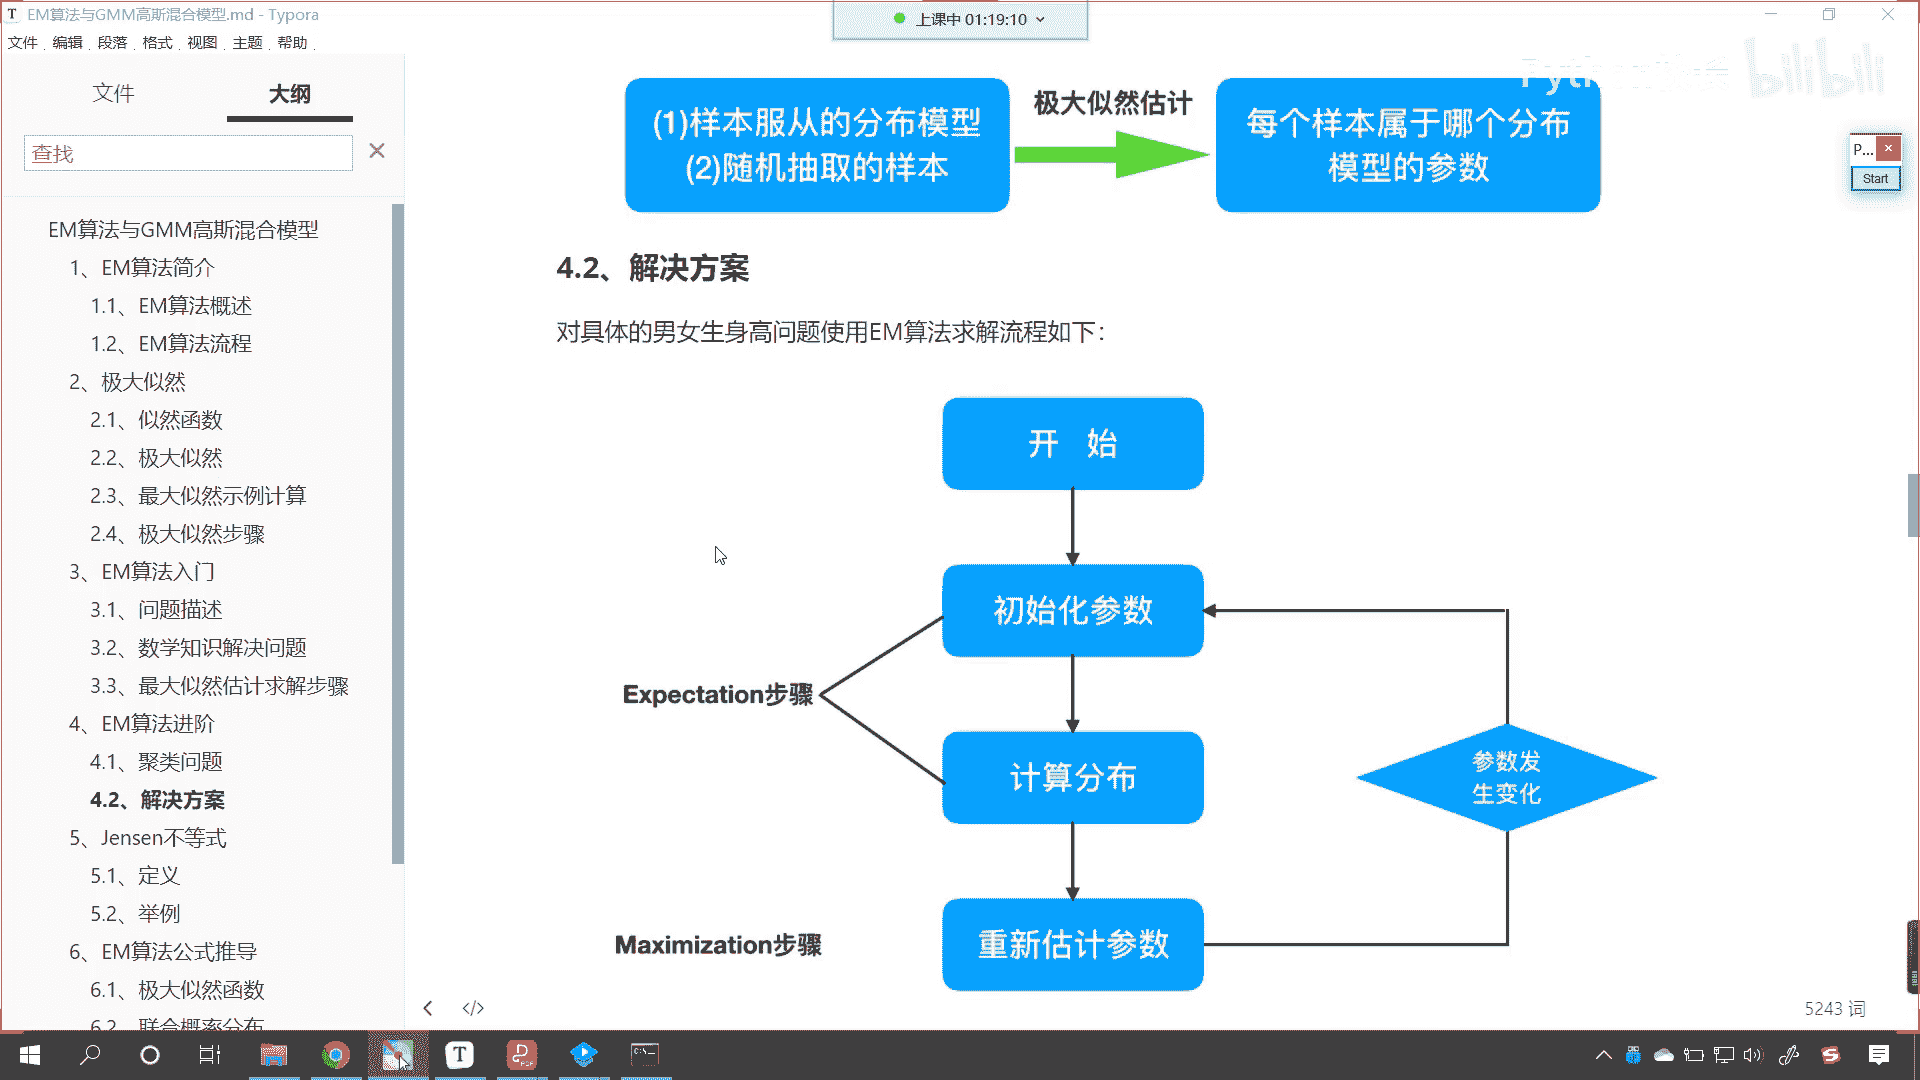 EM算法与GMM高斯混合模型.md - Typora
上课中 01:19:10
文件 编辑 段落 格式 视图 主题 帮助
bilibili
文件
大纲
查找
EM算法与GMM高斯混合模型
1、EM算法简介
1.1、EM算法概述
1.2、EM算法流程
2、极大似然
2.1、似然函数
2.2、极大似然
2.3、最大似然示例计算
2.4、极大似然步骤
3、EM算法入门
3.1、问题描述
3.2、数学知识解决问题
3.3、最大似然估计求解步骤
4、EM算法进阶
4.1、聚类问题
4.2、解决方案
5、Jensen不等式
5.1、定义
5.2、举例
6、EM算法公式推导
6.1、极大似然函数
6.2、联合概率分布
(1)样本服从的分布模型
(2)随机抽取的样本
极大似然估计
每个样本属于哪个分布
模型的参数
P...
Start
4.2、解决方案
对具体的男女生身高问题使用EM算法求解流程如下：
开 始
初始化参数
Expectation步骤
计算分布
参数发
生变化
Maximization步骤
重新估计参数
5243 词